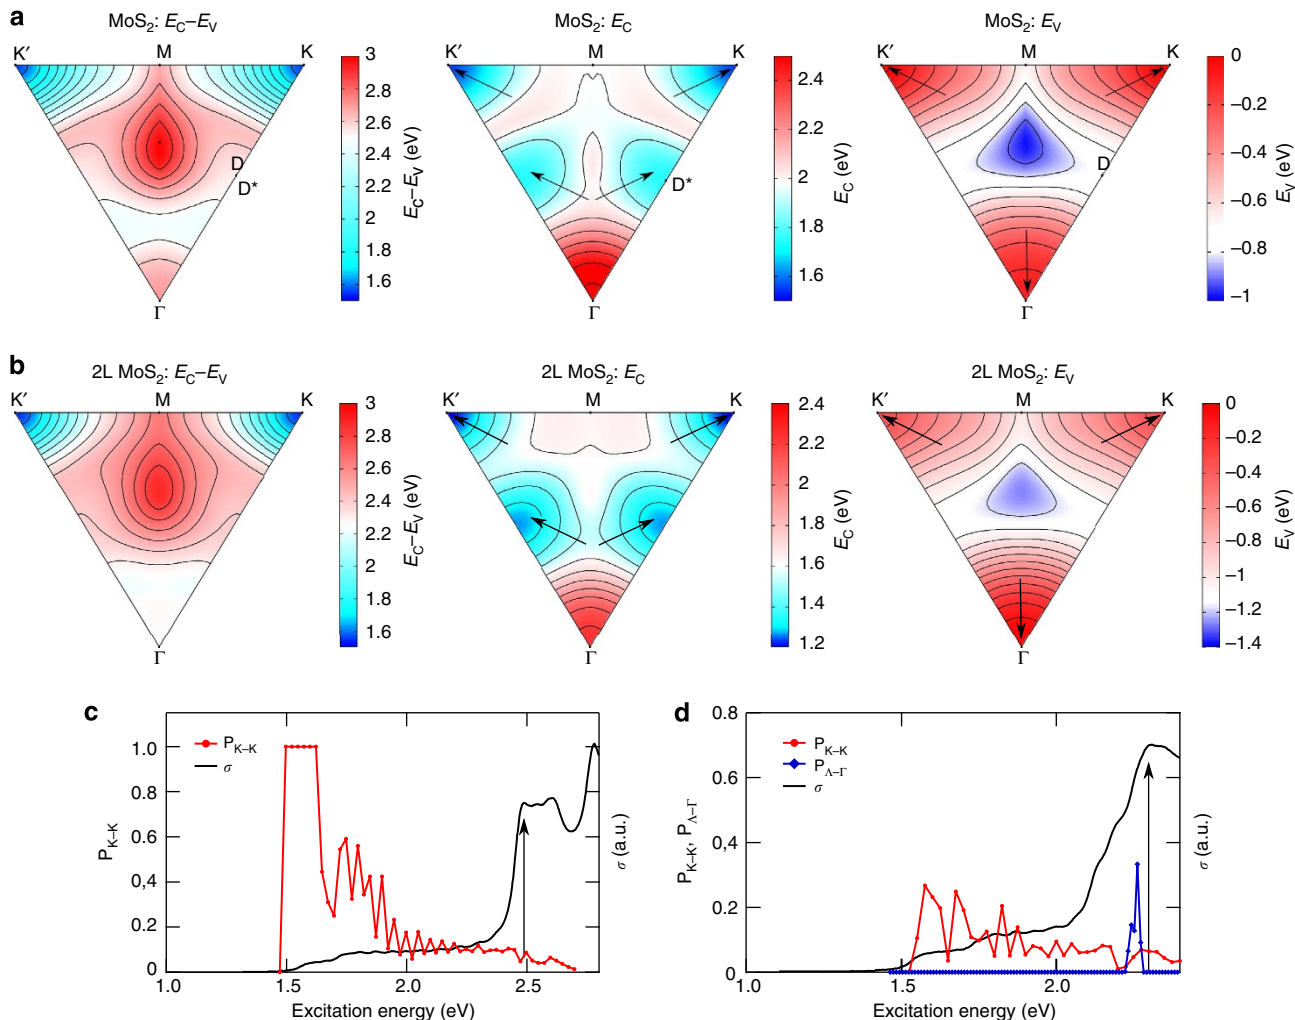 a
MoS2: EC–EV
MoS2: EC
MoS2: EV
K′ M K
K′ M K
K′ M K
3
2.8
2.6
2.4
2.2
2
1.8
1.6
EC–EV (eV)
D
D*
Γ
2.4
2.2
2
1.8
1.6
EC (eV)
D*
Γ
0
−0.2
−0.4
−0.6
−0.8
−1
EV (eV)
D
Γ
b
2L MoS2: EC–EV
2L MoS2: EC
2L MoS2: EV
K′ M K
K′ M K
K′ M K
3
2.8
2.6
2.4
2.2
2
1.8
1.6
EC–EV (eV)
Γ
2.4
2.2
2
1.8
1.6
1.4
1.2
EC (eV)
Γ
0
−0.2
−0.4
−0.6
−0.8
−1
−1.2
−1.4
EV (eV)
Γ
c
PK–K
σ
1.0
0.8
0.6
0.4
0.2
0
PK–K
σ (a.u.)
1.0 1.5 2.0 2.5
Excitation energy (eV)
d
PK–K
PΛ–Γ
σ
0.8
0.6
0.4
0.2
0
PK–K, PΛ–Γ
σ (a.u.)
1.0 1.5 2.0
Excitation energy (eV)